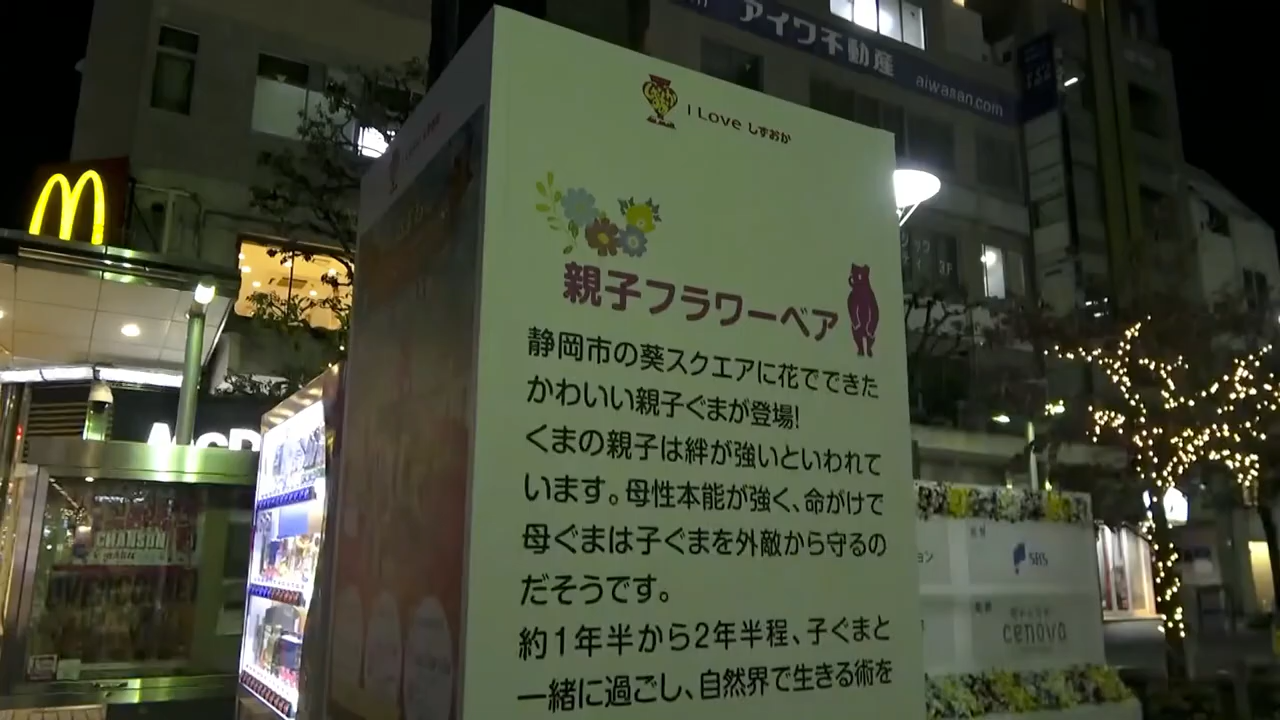 アイワ不動産
aiwasan.com
I Love しずおか
親子フラワーベア
静岡市の葵スクエアに花でできた
かわいい親子ぐまが登場!
くまの親子は絆が強いといわれて
います。母性本能が強く、命がけで
母ぐまは子ぐまを外敵から守るの
だそうです。
約1年半から2年半程、子ぐまと
一緒に過ごし、自然界で生きる術を
CHANSON
SBS
cenova